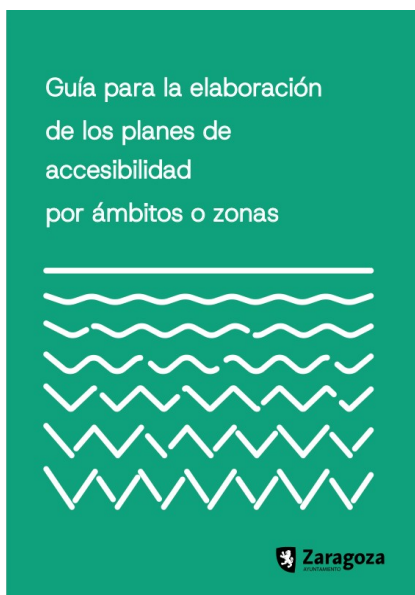 Guía para la elaboración
de los planes de
accesibilidad
por ámbitos o zonas
Zaragoza
AYUNTAMIENTO